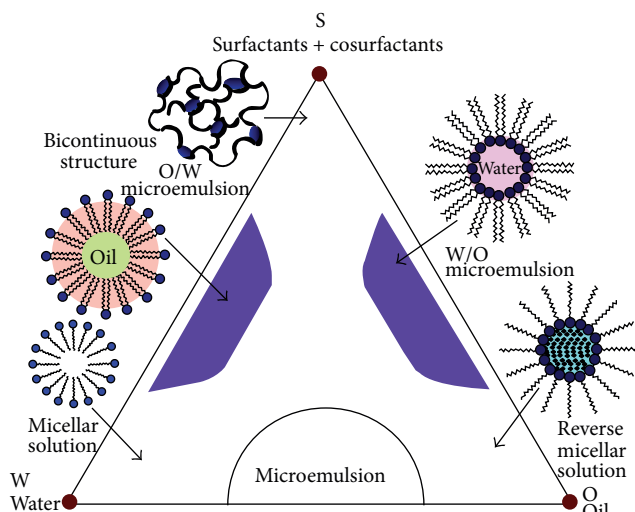 S
Surfactants + cosurfactants
Bicontinuous
structure
O/W
microemulsion
Water
W/O
microemulsion
Oil
Micellar
solution
Reverse
micellar
solution
Microemulsion
W
Water
O
Oil